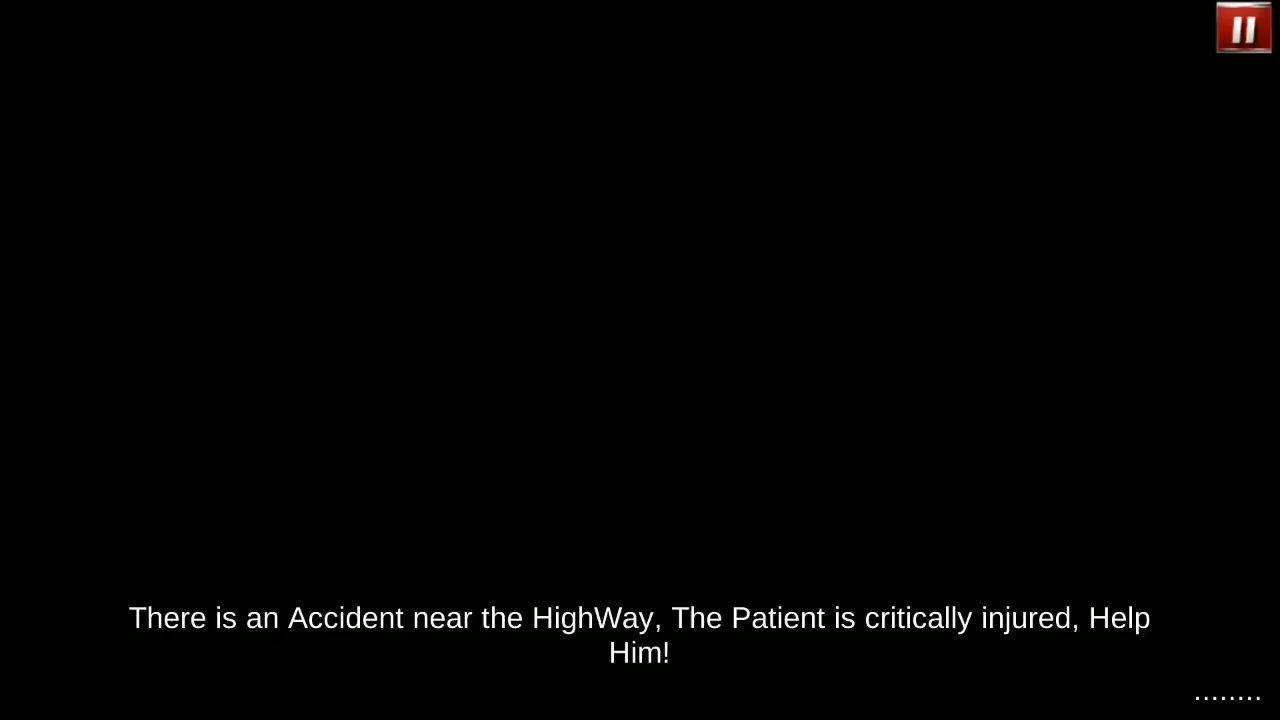 There is an Accident near the HighWay, The Patient is critically injured, Help
Him!
........